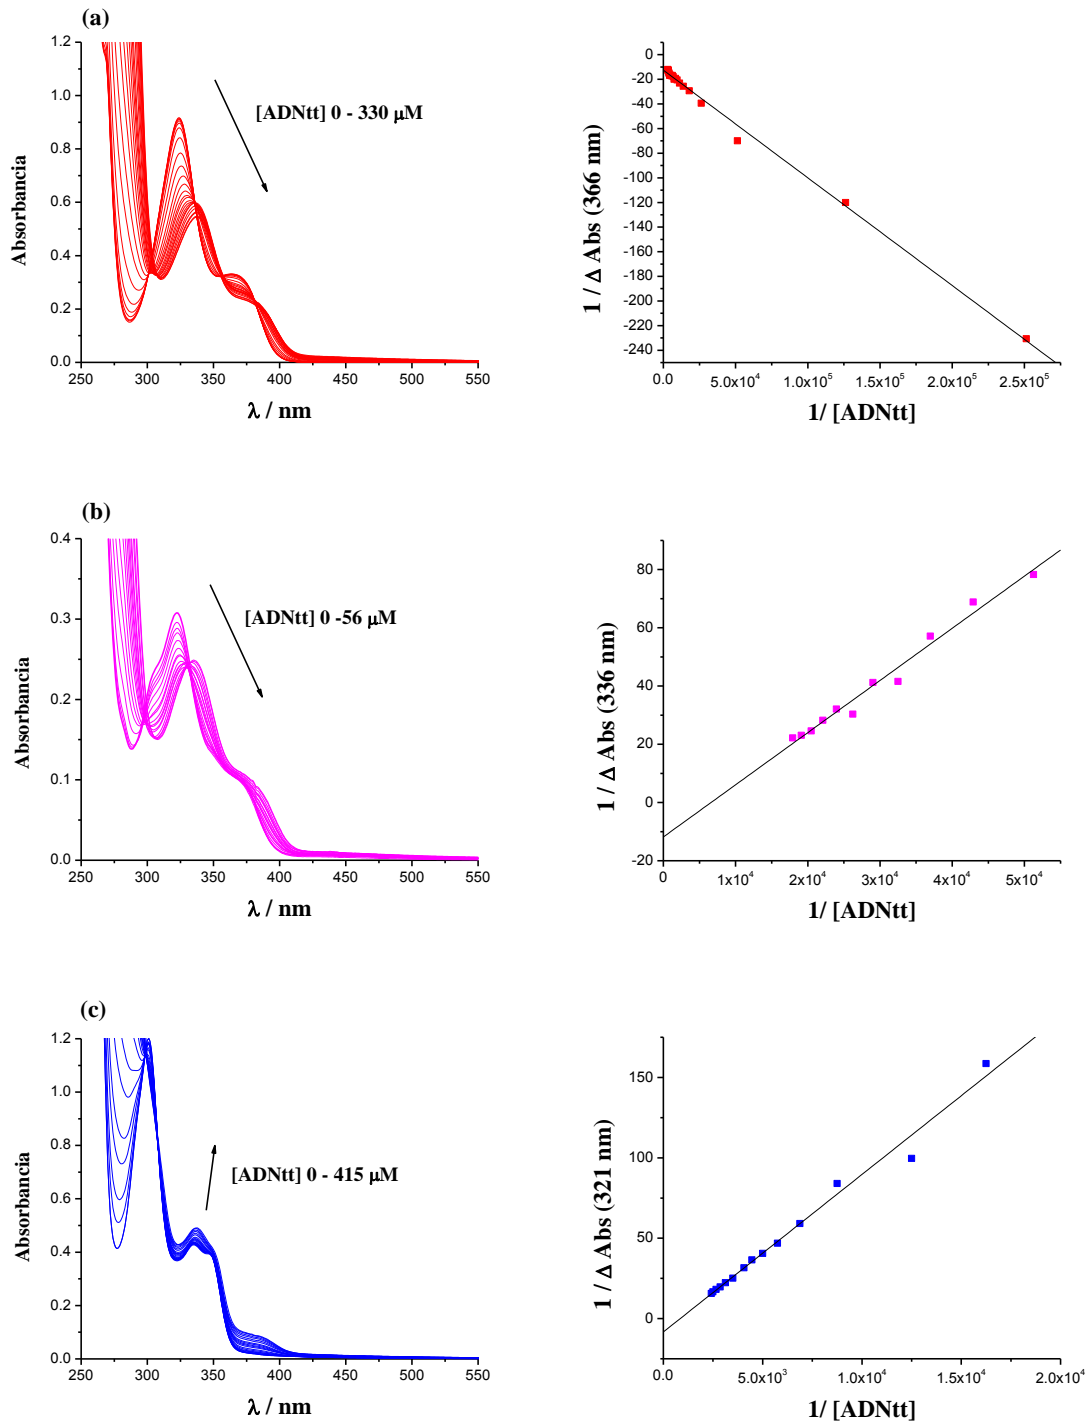 (a)
1.2
1.0
0.8
0.6
0.4
0.2
0.0
250 300 350 400 450 500 550
Absorbancia
λ / nm
[ADNtt] 0 - 330 μM
0
-20
-40
-60
-80
-100
-120
-140
-160
-180
-200
-220
-240
0.0 5.0x10⁴ 1.0x10⁵ 1.5x10⁵ 2.0x10⁵ 2.5x10⁵
1 / Δ Abs (366 nm)
1/ [ADNtt]
(b)
0.4
0.3
0.2
0.1
0.0
250 300 350 400 450 500 550
Absorbancia
λ / nm
[ADNtt] 0 -56 μM
80
60
40
20
0
-20
0 1x10⁴ 2x10⁴ 3x10⁴ 4x10⁴ 5x10⁴
1 / Δ Abs (336 nm)
1/ [ADNtt]
(c)
1.2
1.0
0.8
0.6
0.4
0.2
0.0
250 300 350 400 450 500 550
Absorbancia
λ / nm
[ADNtt] 0 - 415 μM
150
100
50
0
0.0 5.0x10³ 1.0x10⁴ 1.5x10⁴ 2.0x10⁴
1 / Δ Abs (321 nm)
1/ [ADNtt]